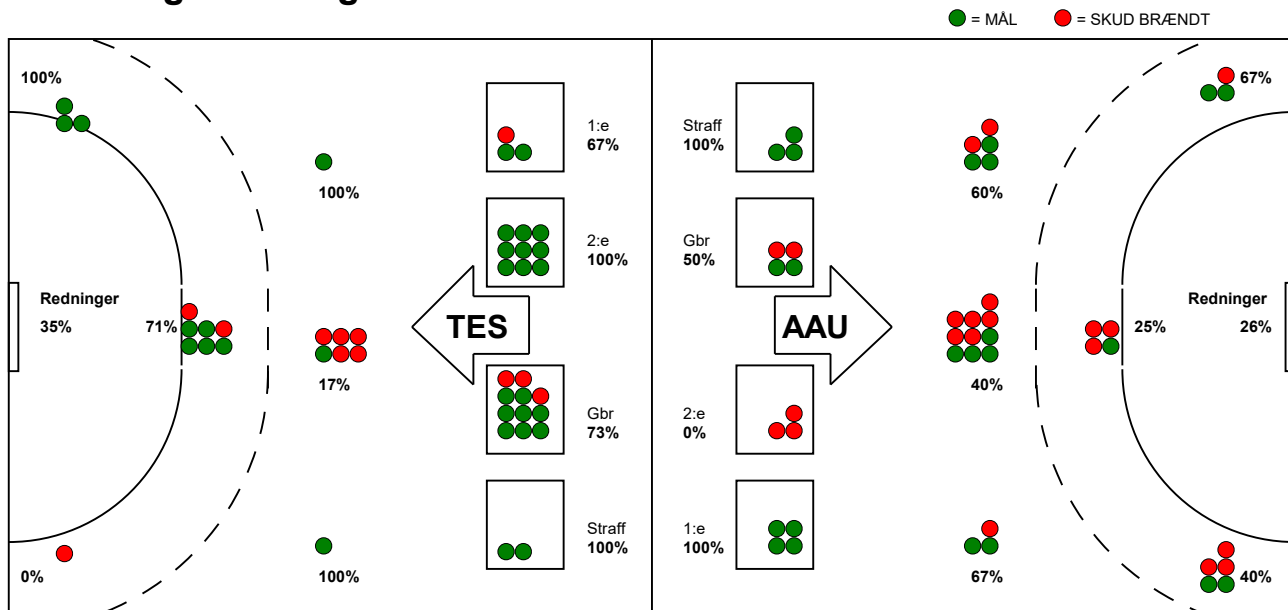 = MÅL
= SKUD BRÆNDT
100%
67%
1:e
67%
Straff
100%
100%
60%
2:e
100%
Gbr
50%
Redninger
35%
71%
TES
AAU
25%
Redninger
26%
17%
40%
Gbr
73%
2:e
0%
Straff
100%
1:e
100%
0%
100%
67%
40%